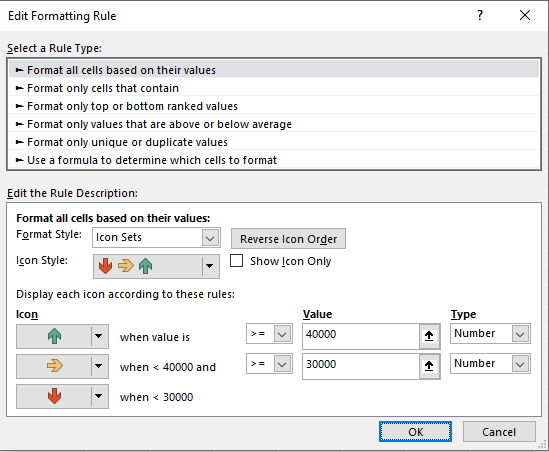 Edit Formatting Rule
?
Select a Rule Type:
► Format all cells based on their values
► Format only cells that contain
► Format only top or bottom ranked values
► Format only values that are above or below average
► Format only unique or duplicate values
► Use a formula to determine which cells to format
Edit the Rule Description:
Format all cells based on their values:
Format Style: Icon Sets Reverse Icon Order
Icon Style: Show Icon Only
Display each icon according to these rules:
Icon Value Type
when value is >= 40000 Number
when < 40000 and >= 30000 Number
when < 30000
OK Cancel